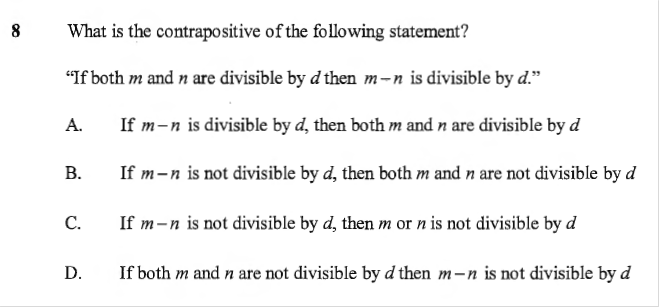 8 What is the contrapositive of the following statement?
“If both m and n are divisible by d then m−n is divisible by d.”
A. If m−n is divisible by d, then both m and n are divisible by d
B. If m−n is not divisible by d, then both m and n are not divisible by d
C. If m−n is not divisible by d, then m or n is not divisible by d
D. If both m and n are not divisible by d then m−n is not divisible by d